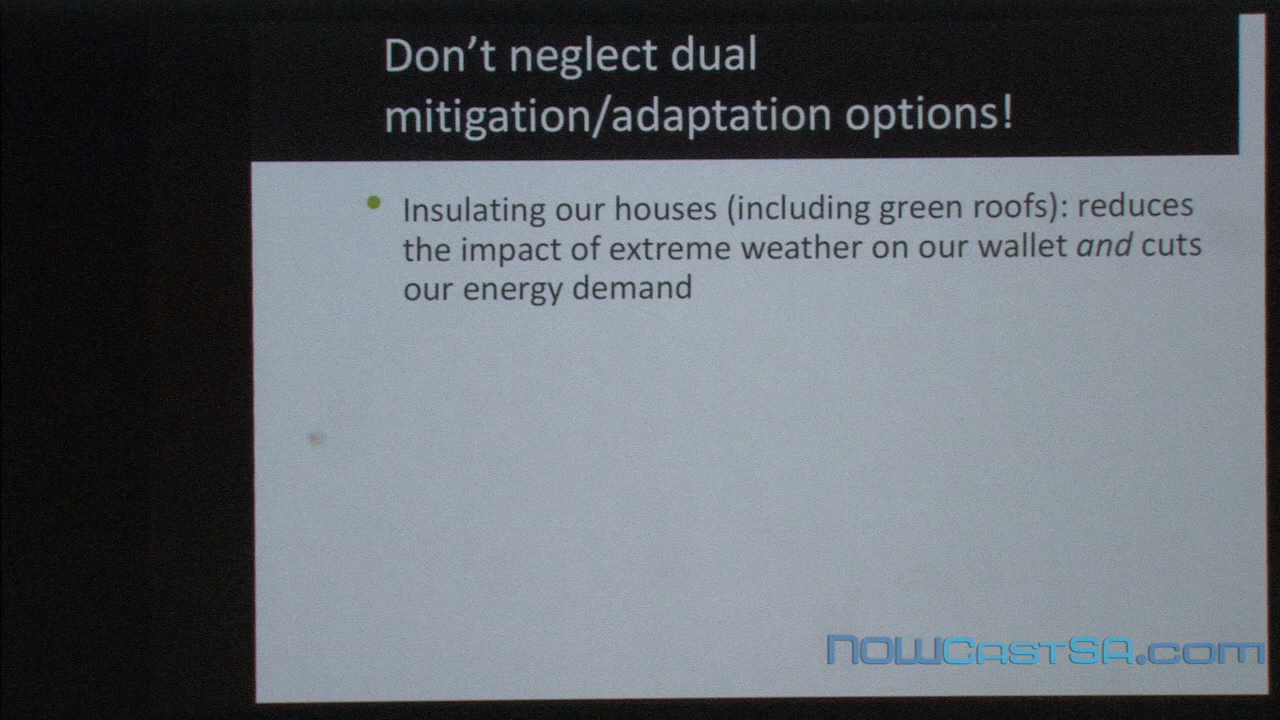 Don't neglect dual
mitigation/adaptation options!
Insulating our houses (including green roofs): reduces
the impact of extreme weather on our wallet and cuts
our energy demand
NOWCastSA.com